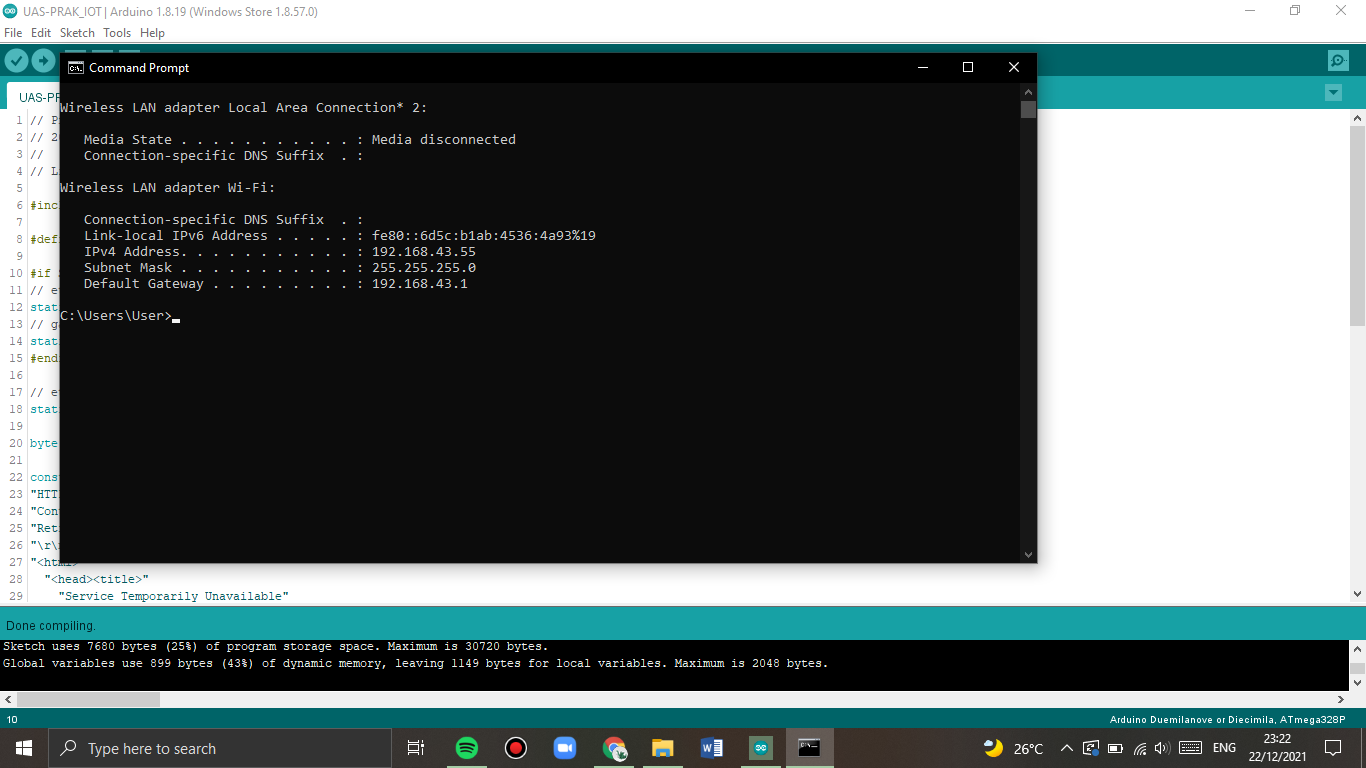 UAS-PRAK_IOT | Arduino 1.8.19 (Windows Store 1.8.57.0)
File Edit Sketch Tools Help
Command Prompt
UAS-PR
Wireless LAN adapter Local Area Connection* 2:
Media State . . . . . . . . . . . : Media disconnected
Connection-specific DNS Suffix . :
Wireless LAN adapter Wi-Fi:
Connection-specific DNS Suffix . :
Link-local IPv6 Address . . . . . : fe80::6d5c:b1ab:4536:4a93%19
IPv4 Address. . . . . . . . . . . : 192.168.43.55
Subnet Mask . . . . . . . . . . . : 255.255.255.0
Default Gateway . . . . . . . . . : 192.168.43.1
C:\Users\User>
1 // P
2 // 2
3 //
4 // L
5
6 #inc
7
8 #def
9
10 #if
11 // e
12 stat
13 // g
14 stat
15 #end
16
17 // e
18 stat
19
20 byte
21
22 cons
23 "HTT
24 "Con
25 "Ret
26 "\r\
27 "<html>"
28 "<head><title>"
29 "Service Temporarily Unavailable"
Done compiling.
Sketch uses 7680 bytes (25%) of program storage space. Maximum is 30720 bytes.
Global variables use 899 bytes (43%) of dynamic memory, leaving 1149 bytes for local variables. Maximum is 2048 bytes.
10
Arduino Duemilanove or Diecimila, ATmega328P
Type here to search
26°C
ENG
23:22
22/12/2021